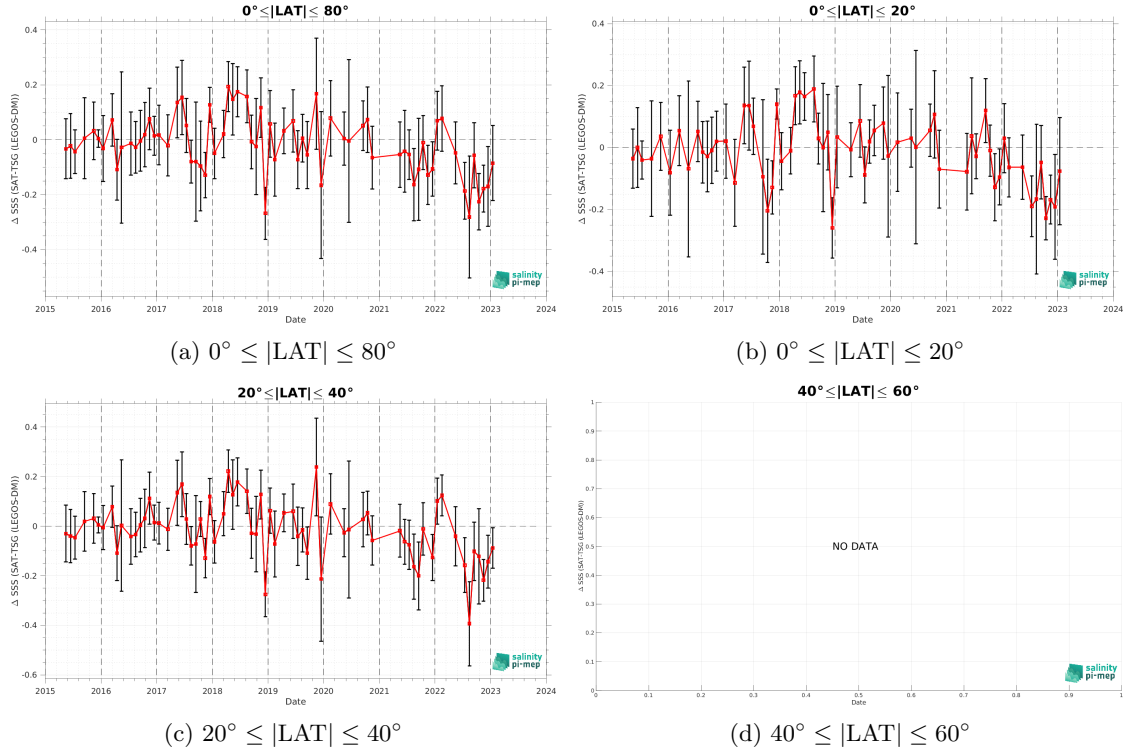 0°≤|LAT|≤ 80°
Δ SSS (SAT-TSG (LEGOS-DM))
0.4
0.2
0
-0.2
-0.4
2015 2016 2017 2018 2019 2020 2021 2022 2023 2024
Date
salinity
pi-mep
(a) 0° ≤ |LAT| ≤ 80°
0°≤|LAT|≤ 20°
Δ SSS (SAT-TSG (LEGOS-DM))
0.4
0.2
0
-0.2
-0.4
2015 2016 2017 2018 2019 2020 2021 2022 2023 2024
Date
salinity
pi-mep
(b) 0° ≤ |LAT| ≤ 20°
20°≤|LAT|≤ 40°
Δ SSS (SAT-TSG (LEGOS-DM))
0.4
0.2
0
-0.2
-0.4
-0.6
2015 2016 2017 2018 2019 2020 2021 2022 2023 2024
Date
salinity
pi-mep
(c) 20° ≤ |LAT| ≤ 40°
40°≤|LAT|≤ 60°
Δ SSS (SAT-TSG (LEGOS-DM))
1
0.9
0.8
0.7
0.6
0.5
0.4
0.3
0.2
0.1
0
NO DATA
0 0.1 0.2 0.3 0.4 0.5 0.6 0.7 0.8 0.9 1
Date
salinity
pi-mep
(d) 40° ≤ |LAT| ≤ 60°